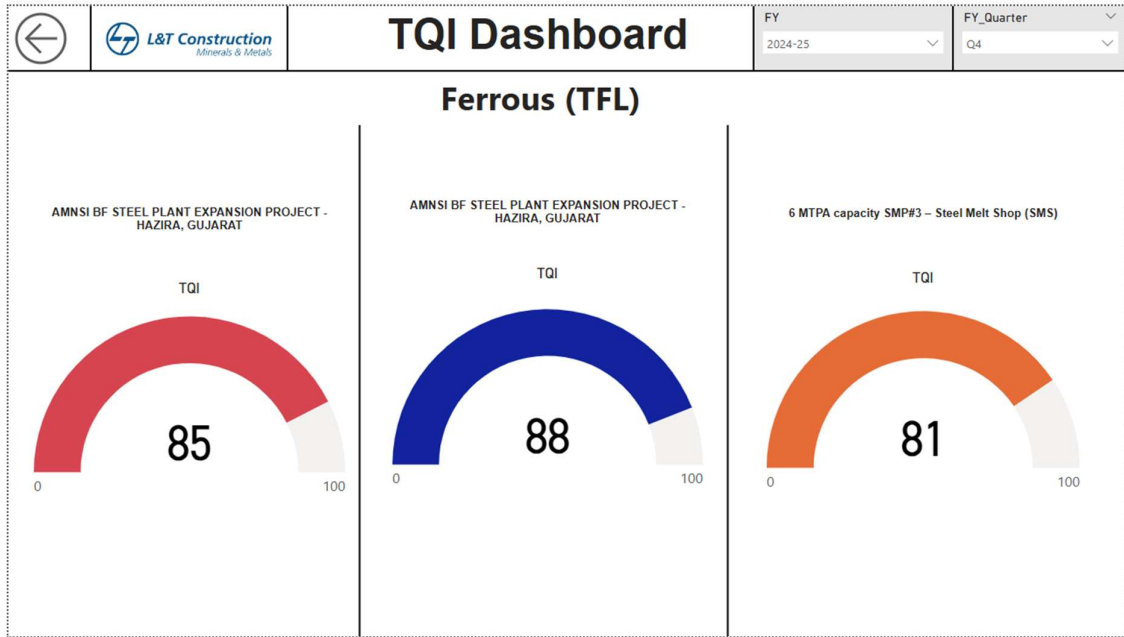 L&T Construction
Minerals & Metals
TQI Dashboard
FY
2024-25
FY_Quarter
Q4
Ferrous (TFL)
AMNSI BF STEEL PLANT EXPANSION PROJECT -
HAZIRA, GUJARAT
TQI
85
0
100
AMNSI BF STEEL PLANT EXPANSION PROJECT -
HAZIRA, GUJARAT
TQI
88
0
100
6 MTPA capacity SMP#3 – Steel Melt Shop (SMS)
TQI
81
0
100